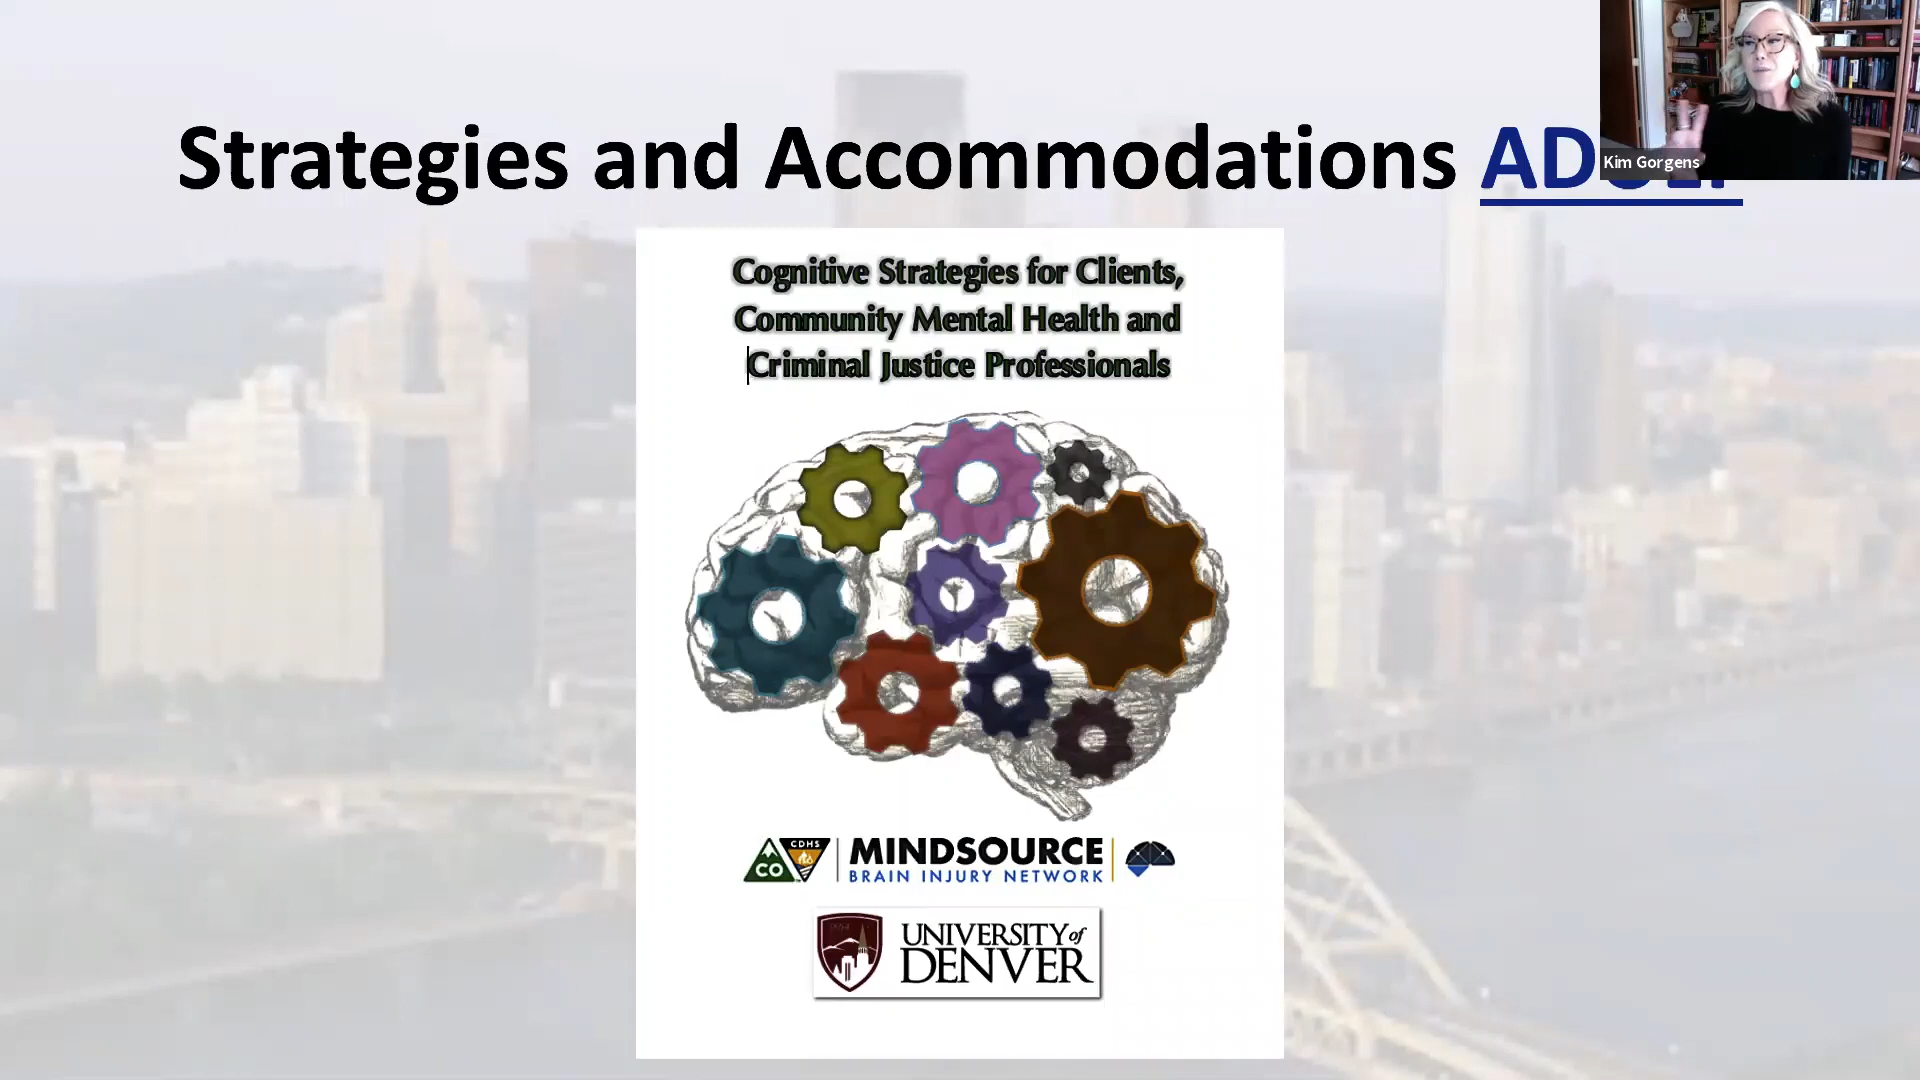 Strategies and Accommodations
Kim Gorgens
Cognitive Strategies for Clients,
Community Mental Health and
Criminal Justice Professionals
CDHS
CO
MINDSOURCE
BRAIN INJURY NETWORK
UNIVERSITY of
DENVER